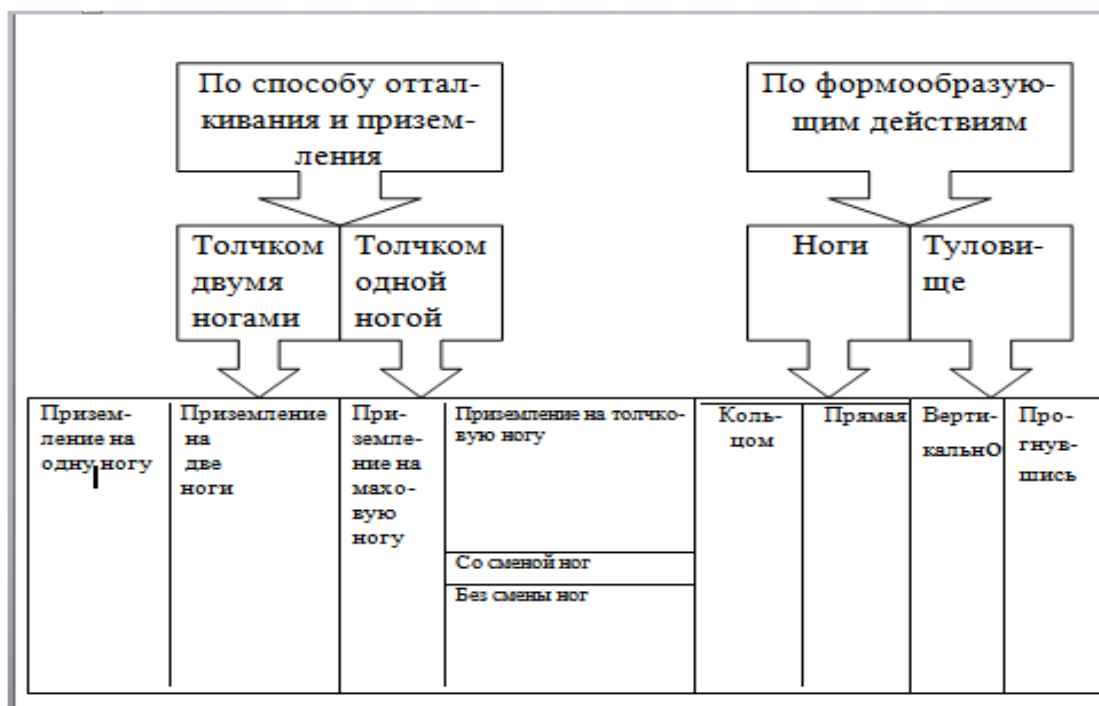 По способу оттал-
кивания и призем-
ления
По формообразую-
щим действиям
Толчком
двумя
ногами
Толчком
одной
ногой
Ноги
Тулови-
ще
Призем-
ление на
одну ногу
Приземление
на
две
ноги
При-
земле-
ние на
махо-
вую
ногу
Приземление на толчко-
вую ногу
Со сменой ног
Без смены ног
Коль-
цом
Прямая
Верти-
кальнО
Про-
гнув-
шись